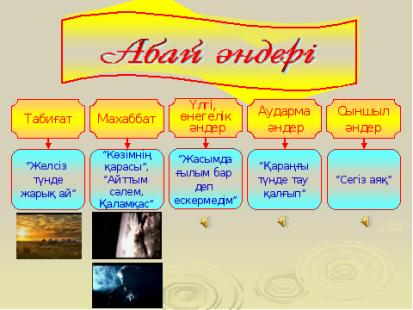 Абай әндері
Табиғат
Махаббат
Үлгі,
өнегелік
әндер
Аударма
әндер
Сыншыл
әндер
“Желсіз
түнде
жарық ай”
“Көзімнің
қарасы”,
“Айттым
сәлем,
Қаламқас”
“Жасымда
ғылым бар
деп
ескермедім”
“Қараңғы
түнде тау
қалғып”
“Сегіз аяқ”